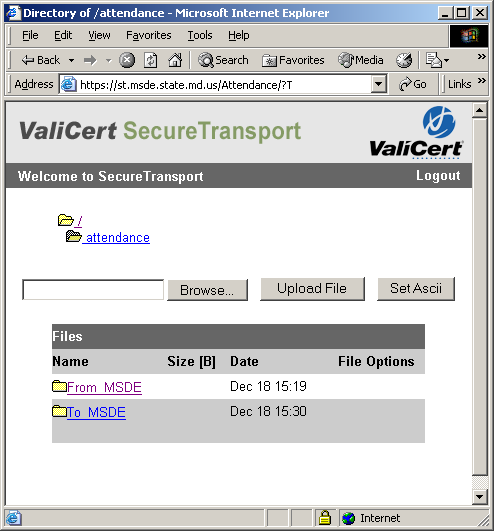 Directory of /attendance - Microsoft Internet Explorer
File Edit View Favorites Tools Help
Back Search Favorites Media »
Address https://st.msde.state.md.us/Attendance/?T Go Links »
ValiCert SecureTransport ValiCert
Welcome to SecureTransport Logout
/
attendance
Browse... Upload File Set Ascii
Files
Name Size [B] Date File Options
From_MSDE Dec 18 15:19
To_MSDE Dec 18 15:30
Internet